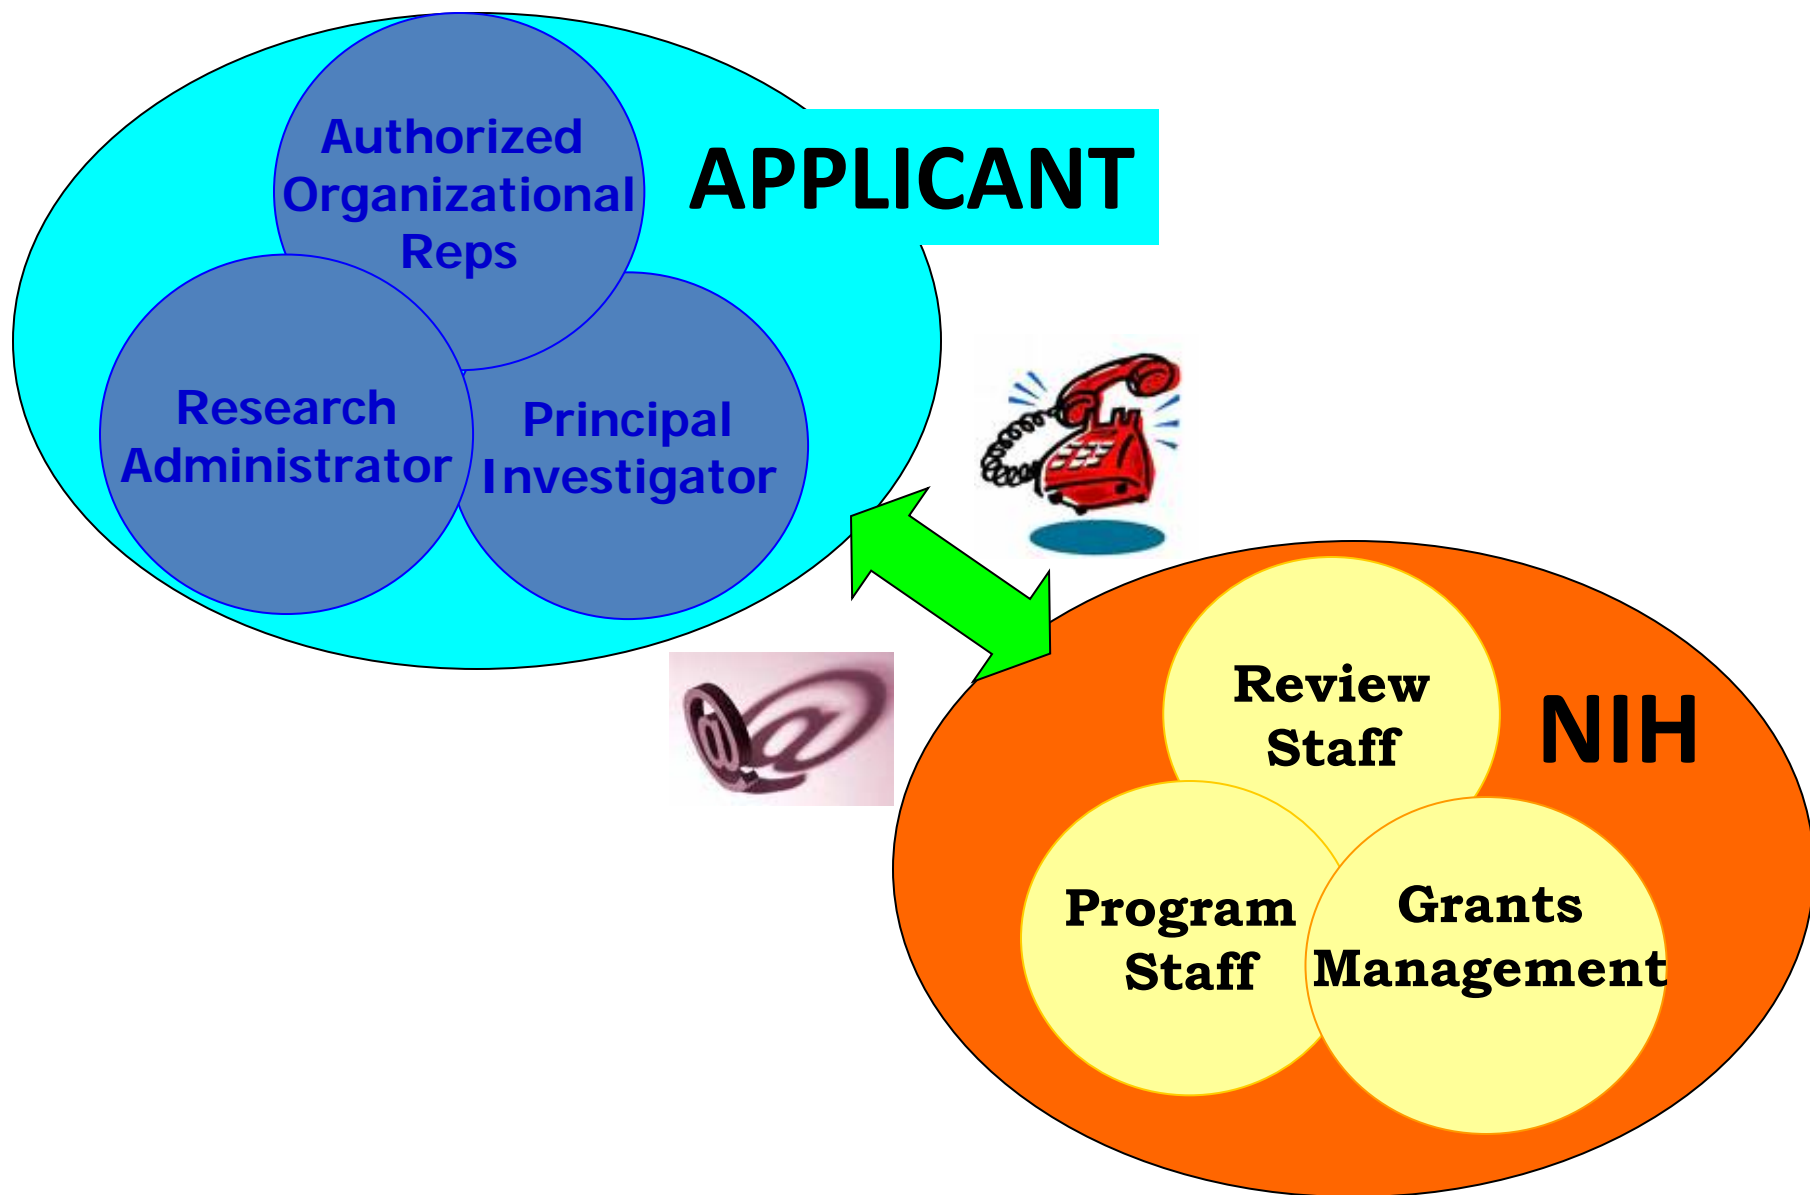 Authorized
Organizational
Reps
APPLICANT
Research
Administrator
Principal
Investigator
@
@
Review
Staff
NIH
Program
Staff
Grants
Management